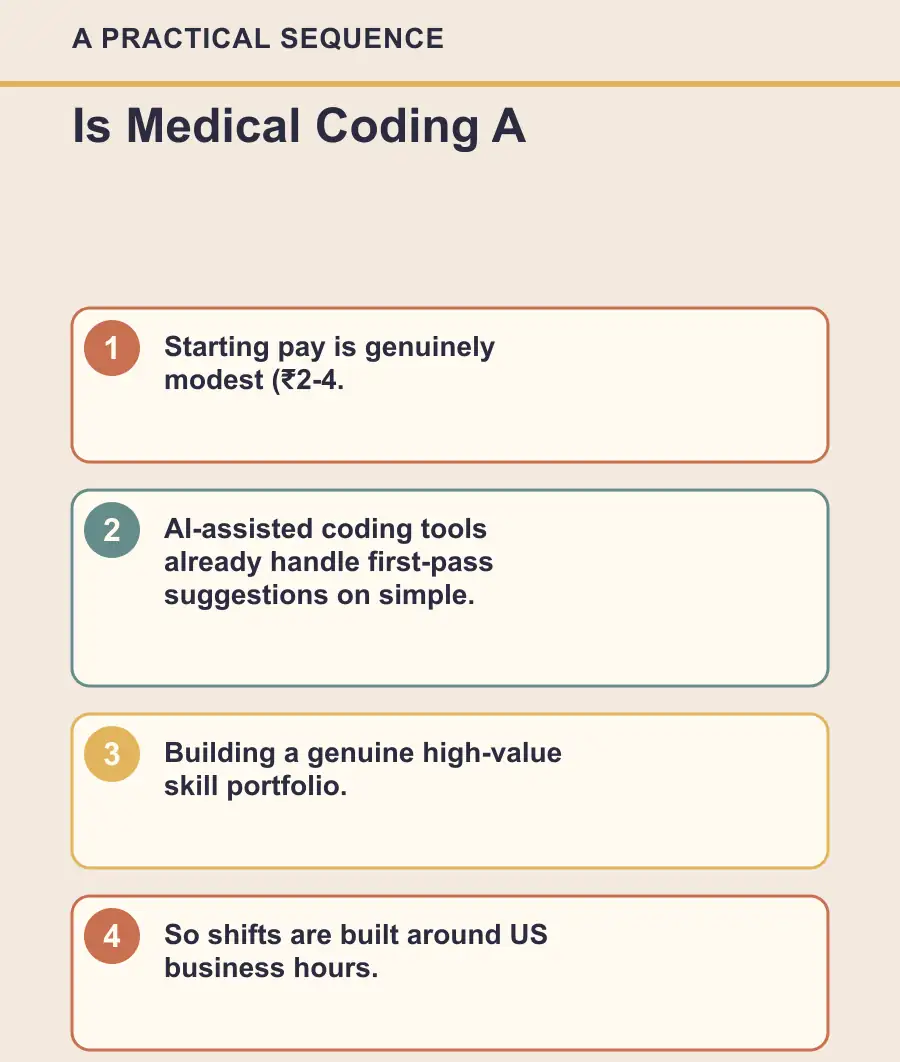 A PRACTICAL SEQUENCE
Is Medical Coding A
1
Starting pay is genuinely
modest (₹2-4.
2
AI-assisted coding tools
already handle first-pass
suggestions on simple.
3
Building a genuine high-value
skill portfolio.
4
So shifts are built around US
business hours.